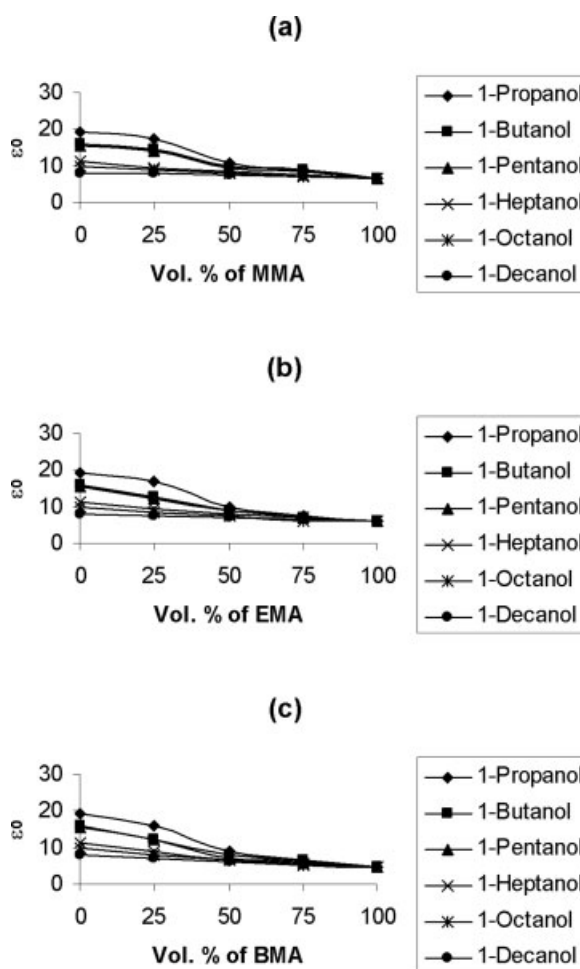 (a)
30
20
10
0
ε0
0 25 50 75 100
Vol. % of MMA
1-Propanol
1-Butanol
1-Pentanol
1-Heptanol
1-Octanol
1-Decanol
(b)
30
20
10
0
ε0
0 25 50 75 100
Vol. % of EMA
1-Propanol
1-Butanol
1-Pentanol
1-Heptanol
1-Octanol
1-Decanol
(c)
30
20
10
0
ε0
0 25 50 75 100
Vol. % of BMA
1-Propanol
1-Butanol
1-Pentanol
1-Heptanol
1-Octanol
1-Decanol